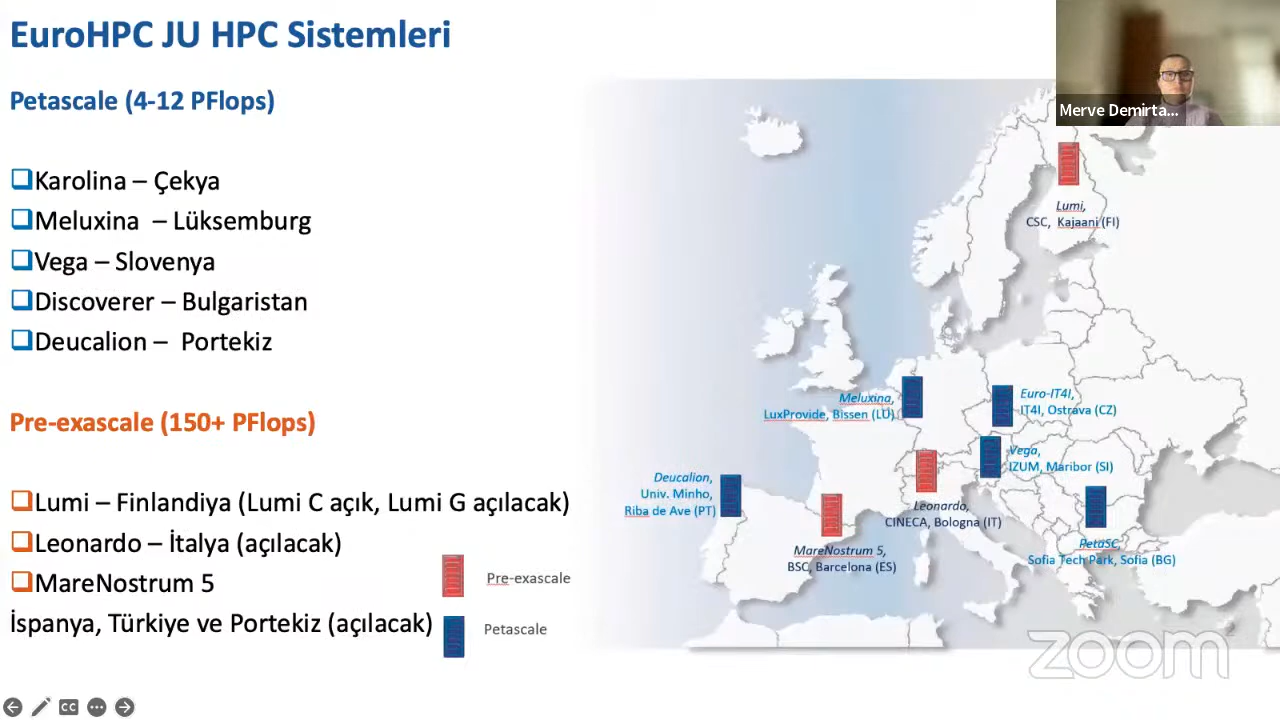 EuroHPC JU HPC Sistemleri
Petascale (4-12 PFlops)
Karolina – Çekya
Meluxina – Lüksemburg
Vega – Slovenya
Discoverer – Bulgaristan
Deucalion – Portekiz
Pre-exascale (150+ PFlops)
Lumi – Finlandiya (Lumi C açık, Lumi G açılacak)
Leonardo – İtalya (açılacak)
MareNostrum 5
İspanya, Türkiye ve Portekiz (açılacak)
Pre-exascale
Petascale
Merve Demirta...
Lumi,
CSC, Kajaani (FI)
Meluxina,
LuxProvide, Bissen (LU)
Euro-IT4I,
IT4I, Ostrava (CZ)
Vega,
IZUM, Maribor (SI)
Deucalion,
Univ. Minho,
Riba de Ave (PT)
Leonardo,
CINECA, Bologna (IT)
MareNostrum 5,
BSC, Barcelona (ES)
PetaSC,
Sofia Tech Park, Sofia (BG)
zoom
CC